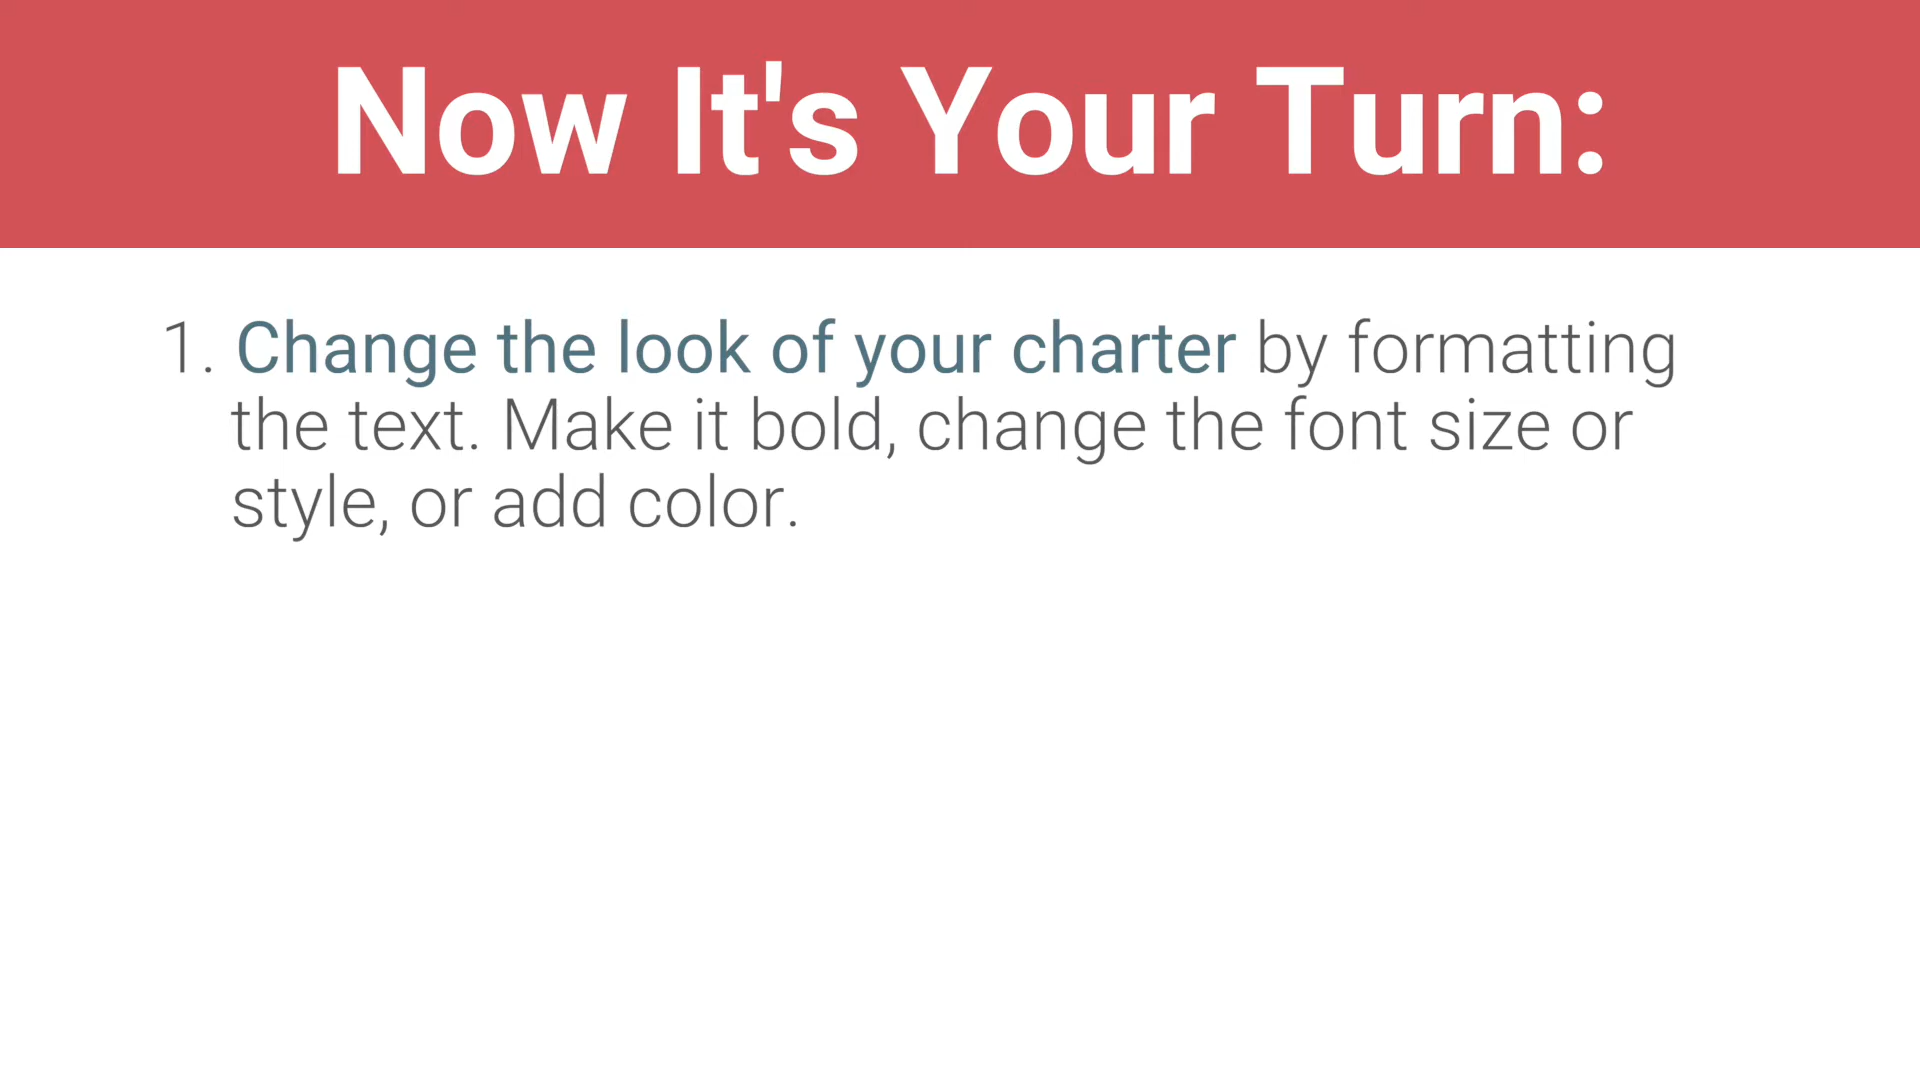 Now It's Your Turn:
1. Change the look of your charter by formatting
the text. Make it bold, change the font size or
style, or add color.